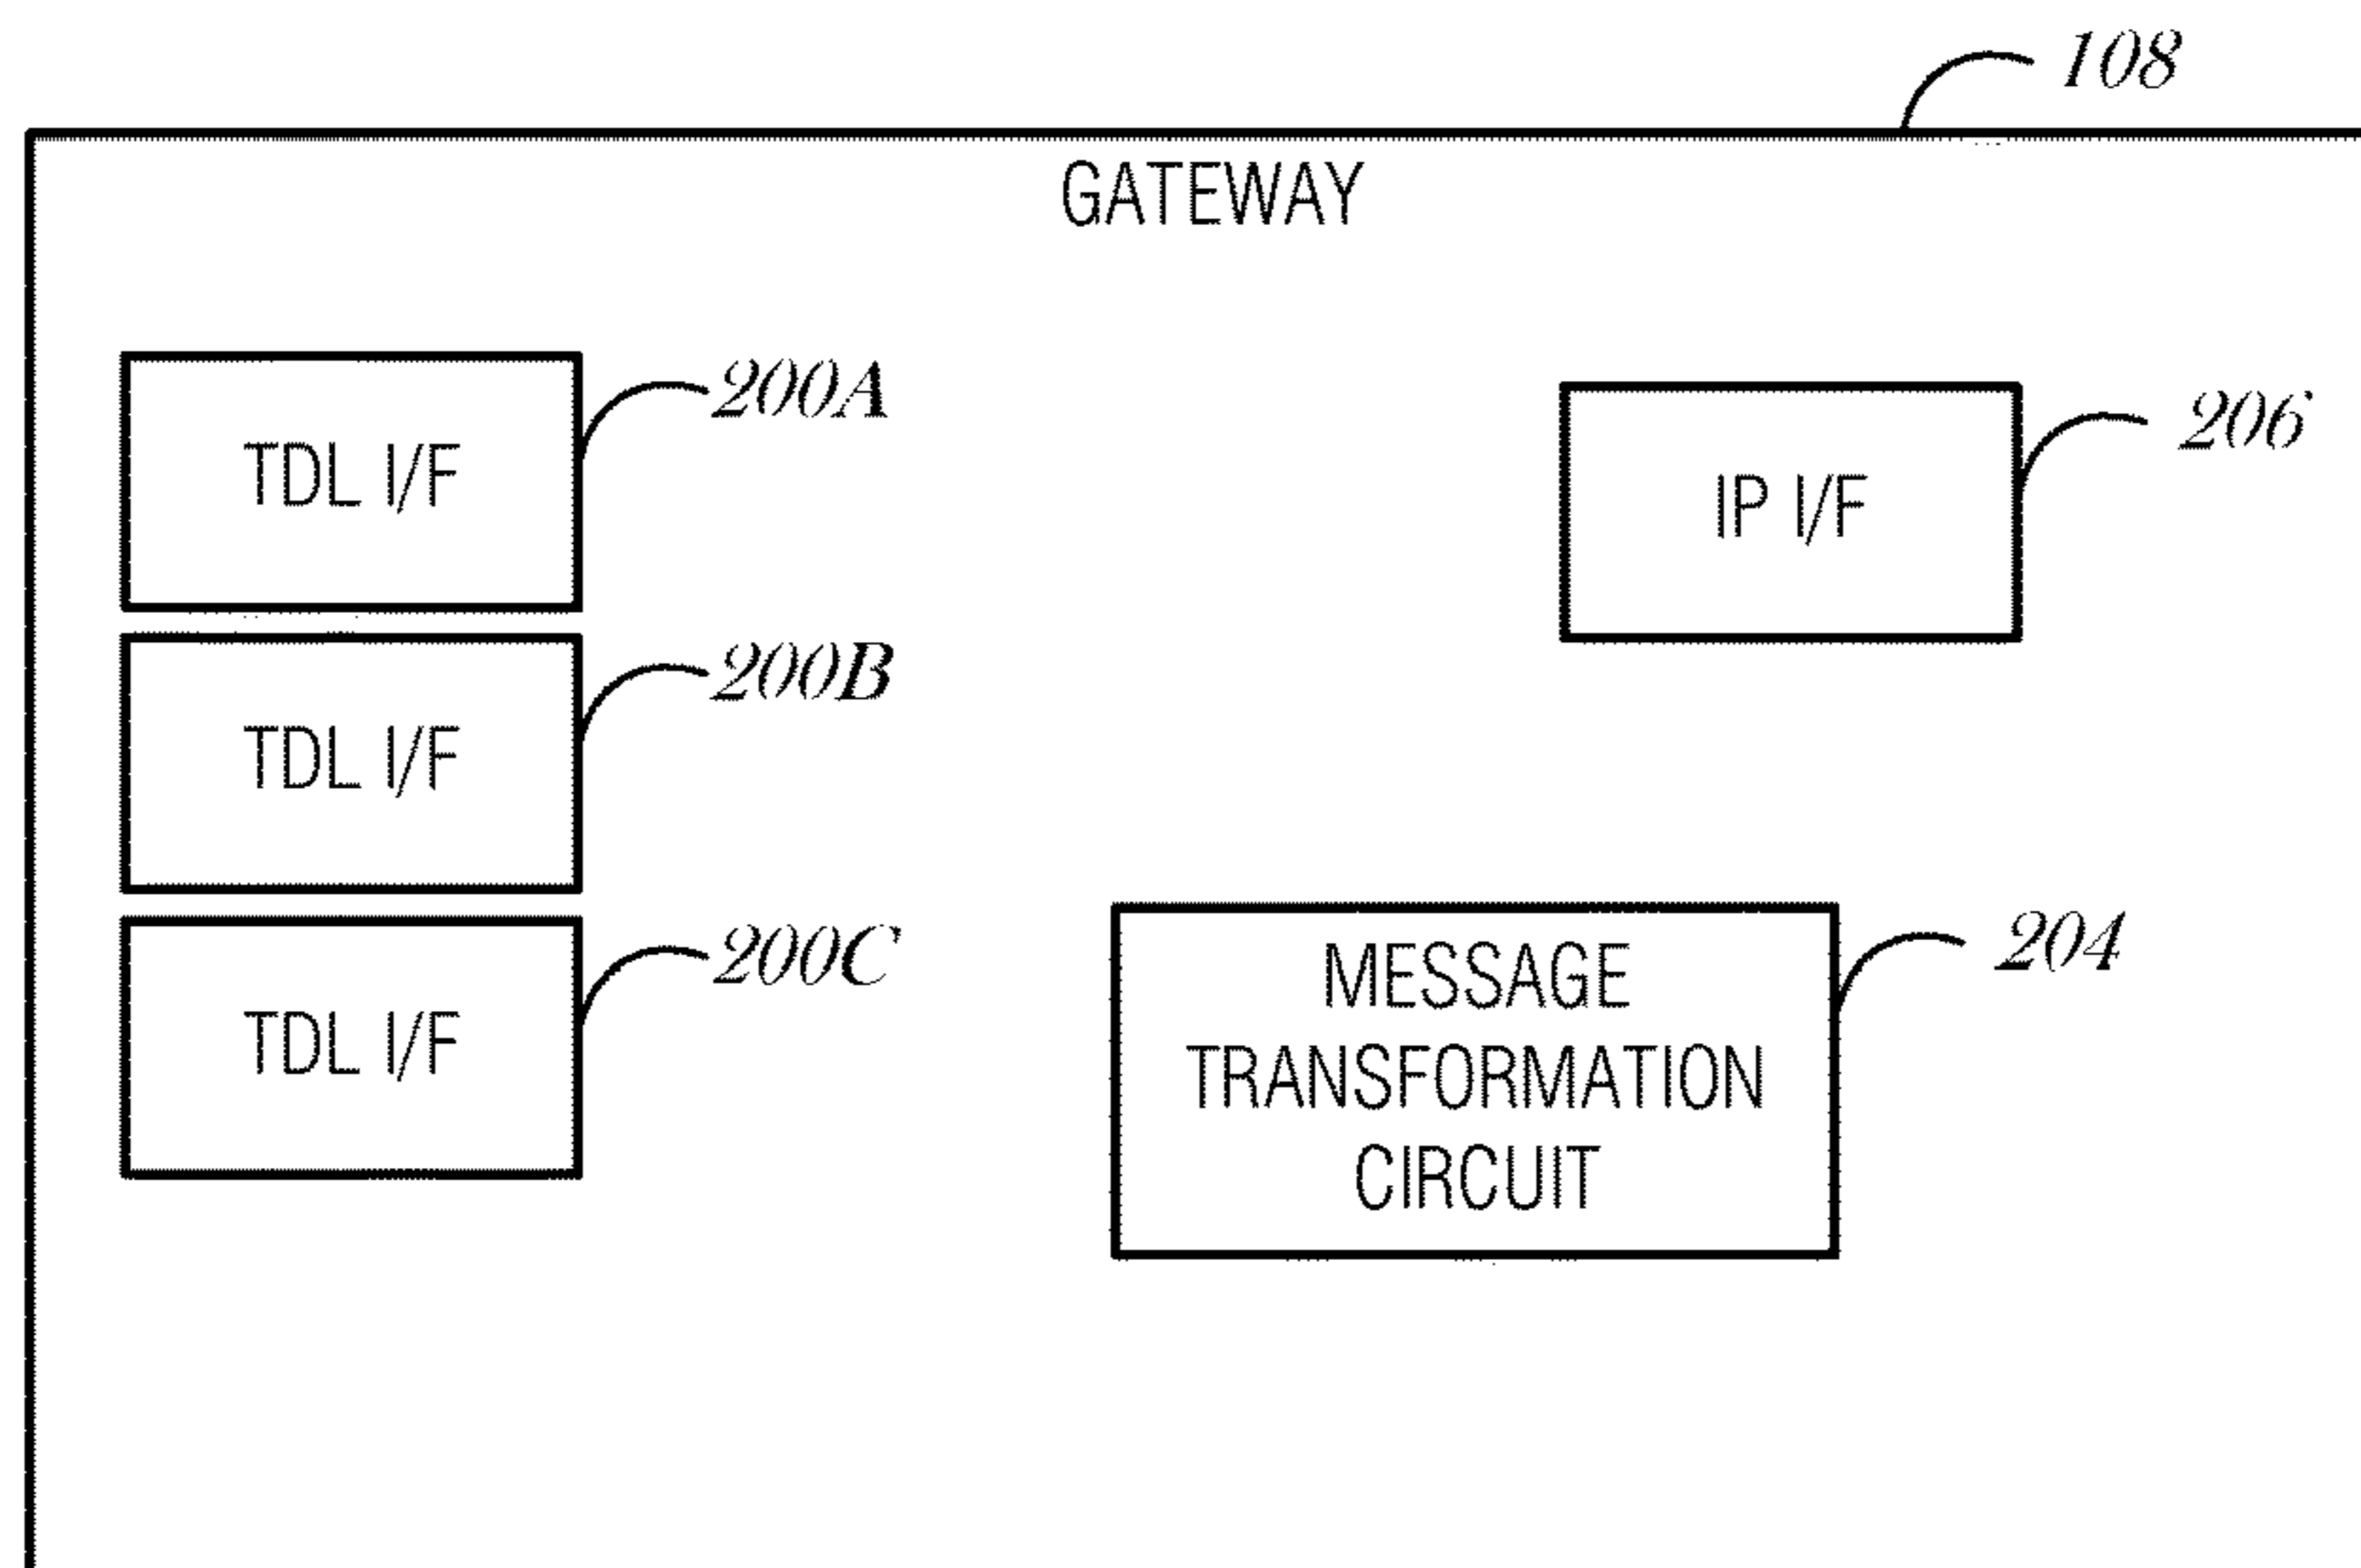 108
GATEWAY
TDL I/F
200A
IP I/F
206
TDL I/F
200B
TDL I/F
200C
MESSAGE
TRANSFORMATION
CIRCUIT
204